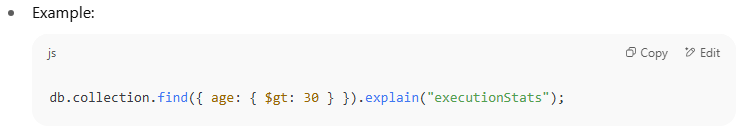 Example:
js Copy Edit
db.collection.find({ age: { $gt: 30 } }).explain("executionStats");